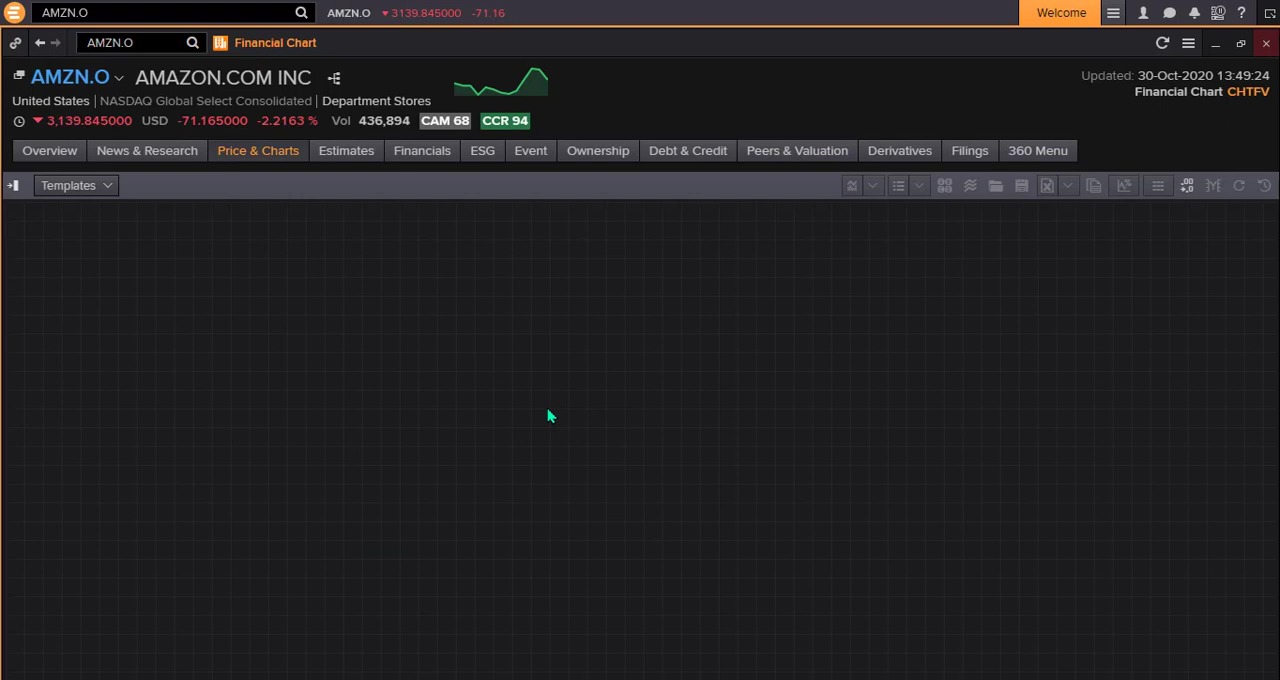 AMZN.O AMZN.O 3139.845000 -71.16 Welcome
AMZN.O Financial Chart
AMZN.O AMAZON.COM INC Updated: 30-Oct-2020 13:49:24
United States | NASDAQ Global Select Consolidated | Department Stores Financial Chart CHTFV
3,139.845000 USD -71.165000 -2.2163 % Vol 436,894 CAM 68 CCR 94
Overview News & Research Price & Charts Estimates Financials ESG Event Ownership Debt & Credit Peers & Valuation Derivatives Filings 360 Menu
Templates